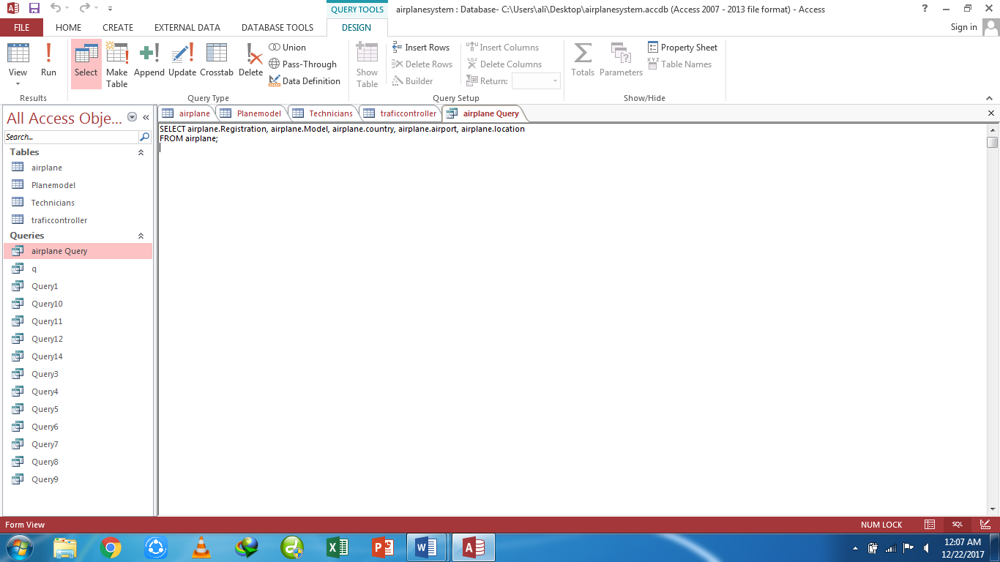 QUERY TOOLS
airplanesystem : Database- C:\Users\ali\Desktop\airplanesystem.accdb (Access 2007 - 2013 file format) - Access
FILE HOME CREATE EXTERNAL DATA DATABASE TOOLS DESIGN Sign in
View
Run
Select
Make Table
Append
Update
Crosstab
Delete
Union
Pass-Through
Data Definition
Show Table
Insert Rows
Delete Rows
Builder
Insert Columns
Delete Columns
Return:
Totals
Parameters
Property Sheet
Table Names
Results
Query Type
Query Setup
Show/Hide
All Access Obje...
Search...
Tables
airplane
Planemodel
Technicians
traficcontroller
Queries
airplane Query
q
Query1
Query10
Query11
Query12
Query14
Query3
Query4
Query5
Query6
Query7
Query8
Query9
airplane Planemodel Technicians traficcontroller airplane Query
SELECT airplane.Registration, airplane.Model, airplane.country, airplane.airport, airplane.location
FROM airplane;
Form View
NUM LOCK
SQL
12:07 AM
12/22/2017